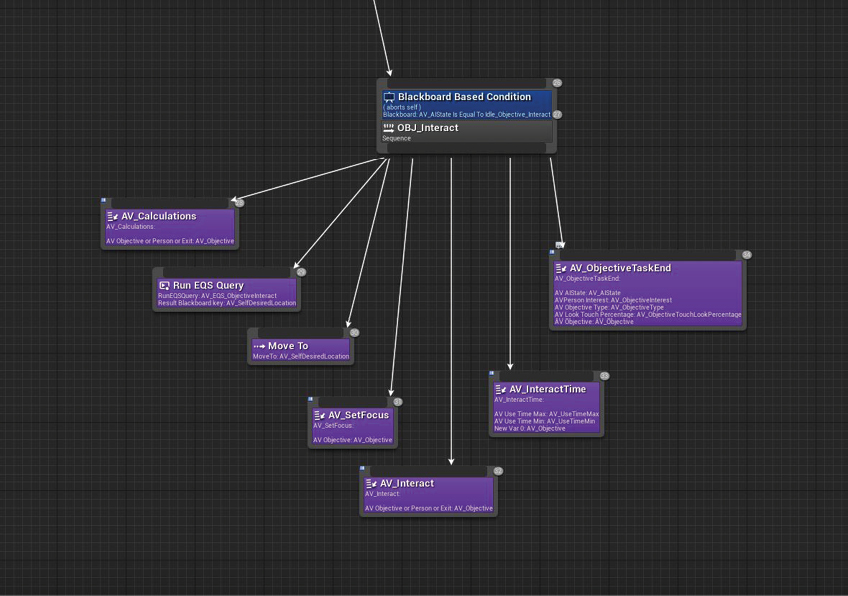 Blackboard Based Condition
( aborts self )
Blackboard: AV_AIState Is Equal To Idle_Objective_Interact
OBJ_Interact
Sequence
AV_Calculations
AV_Calculations:
AV Objective or Person or Exit: AV_Objective
Run EQS Query
RunEQSQuery: AV_EQS_ObjectiveInteract
Result Blackboard key: AV_SelfDesiredLocation
Move To
MoveTo: AV_SelfDesiredLocation
AV_SetFocus
AV_SetFocus:
AV Objective: AV_Objective
AV_Interact
AV_Interact:
AV Objective or Person or Exit: AV_Objective
AV_InteractTime
AV_InteractTime:
AV Use Time Max: AV_UseTimeMax
AV Use Time Min: AV_UseTimeMin
New Var 0: AV_Objective
AV_ObjectiveTaskEnd
AV_ObjectiveTaskEnd:
AV AIState: AV_AIState
AVPerson Interest: AV_ObjectiveInterest
AV Objective Type: AV_ObjectiveType
AV Look Touch Percentage: AV_ObjectiveTouchLookPercentage
AV Objective: AV_Objective